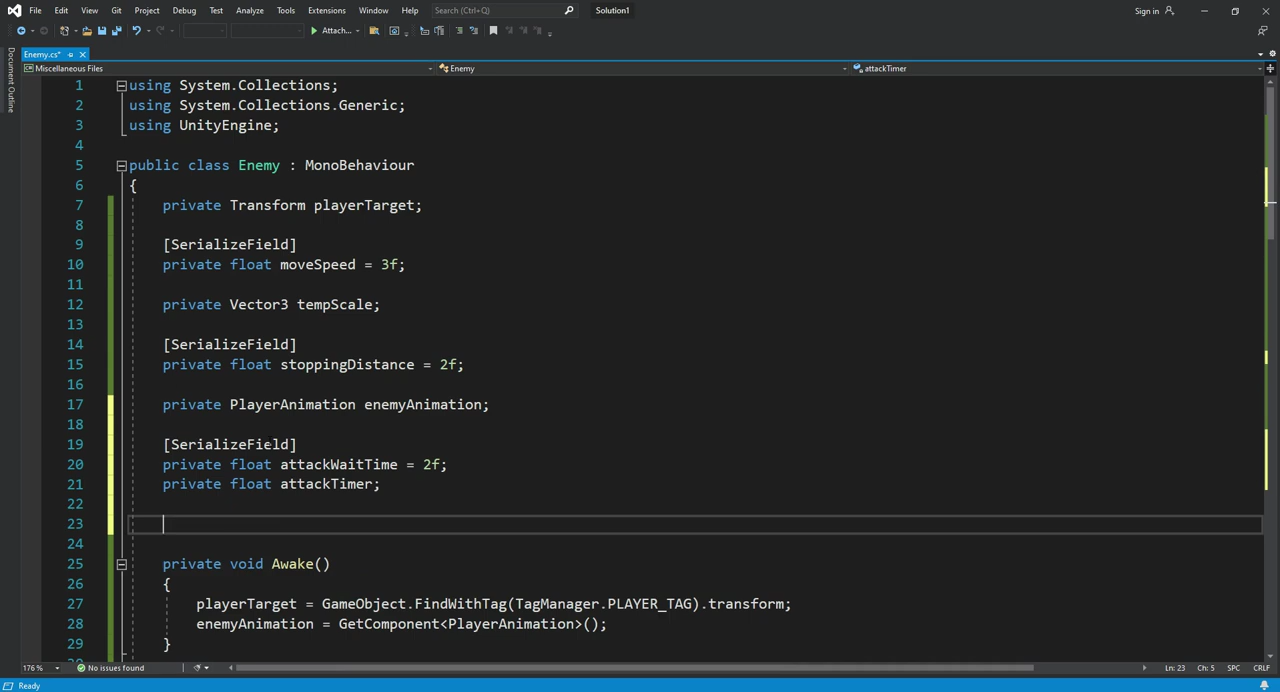 File Edit View Git Project Debug Test Analyze Tools Extensions Window Help Search (Ctrl+Q) Solution1 Sign in
Attach...
Enemy.cs*
Document Outline
Miscellaneous Files Enemy attackTimer
1 using System.Collections;
2 using System.Collections.Generic;
3 using UnityEngine;
4
5 public class Enemy : MonoBehaviour
6 {
7 private Transform playerTarget;
8
9 [SerializeField]
10 private float moveSpeed = 3f;
11
12 private Vector3 tempScale;
13
14 [SerializeField]
15 private float stoppingDistance = 2f;
16
17 private PlayerAnimation enemyAnimation;
18
19 [SerializeField]
20 private float attackWaitTime = 2f;
21 private float attackTimer;
22
23
24
25 private void Awake()
26 {
27 playerTarget = GameObject.FindWithTag(TagManager.PLAYER_TAG).transform;
28 enemyAnimation = GetComponent<PlayerAnimation>();
29 }
176 % No issues found Ln: 23 Ch: 5 SPC CRLF
Ready